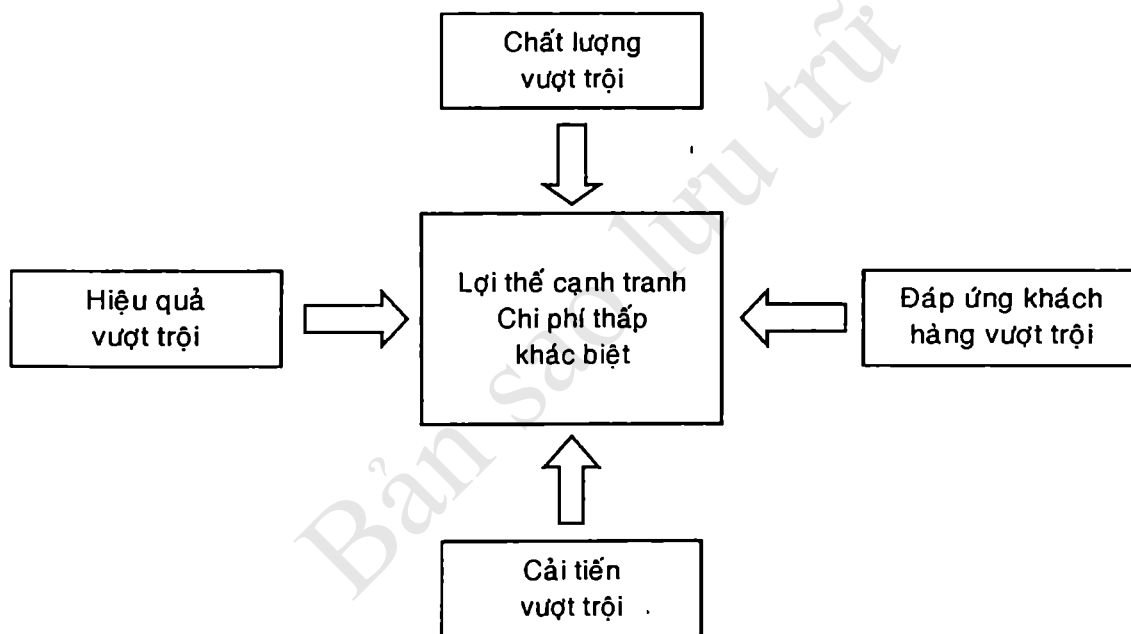 Chất lượng
vượt trội
Hiệu quả
vượt trội
Lợi thế cạnh tranh
Chi phí thấp
khác biệt
Đáp ứng khách
hàng vượt trội
Cải tiến
vượt trội
Bản sao lưu trữ